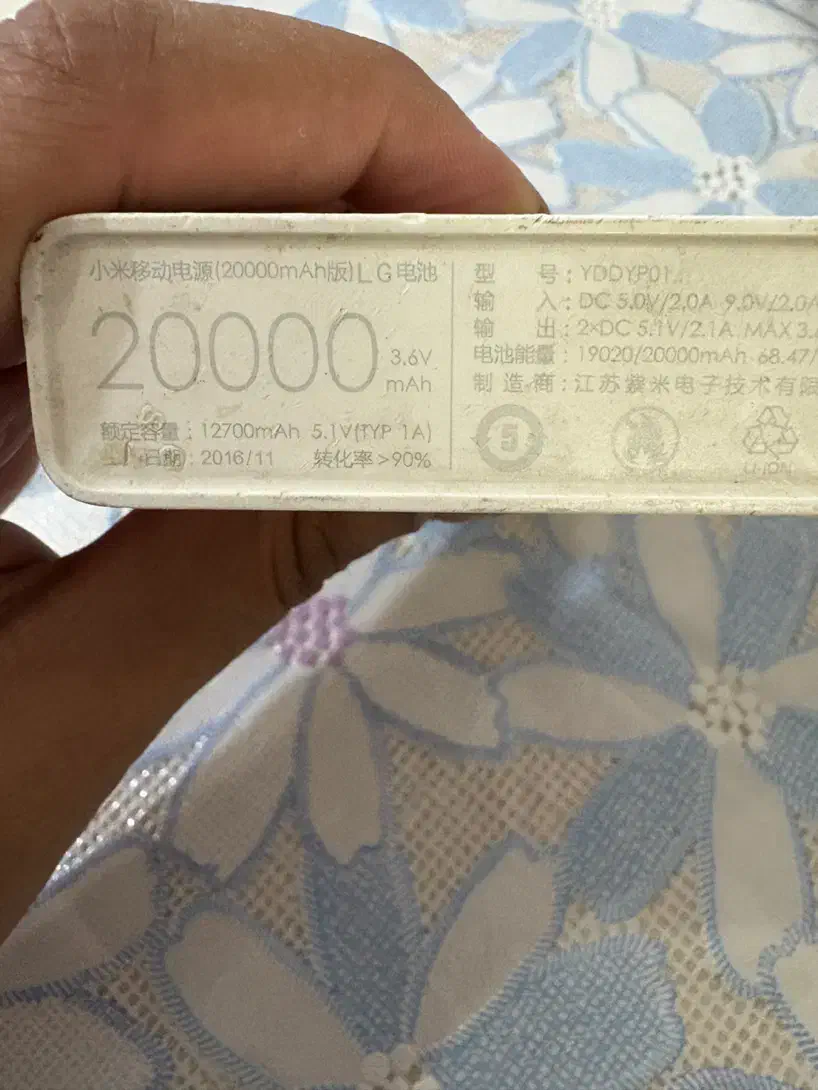 小米移动电源(20000mAh版)LG电池
20000
3.6V
mAh
额定容量：12700mAh 5.1V(TYP 1A)
日期：2016/11 转化率>90%
型 号：YDDYP01
输 入：DC 5.0V/2.0A 9.0V/2.0A
输 出：2×DC 5.1V/2.1A MAX 3.
电池能量：19020/20000mAh 68.47/
制造商：江苏紫米电子技术有限
5
Li-ION